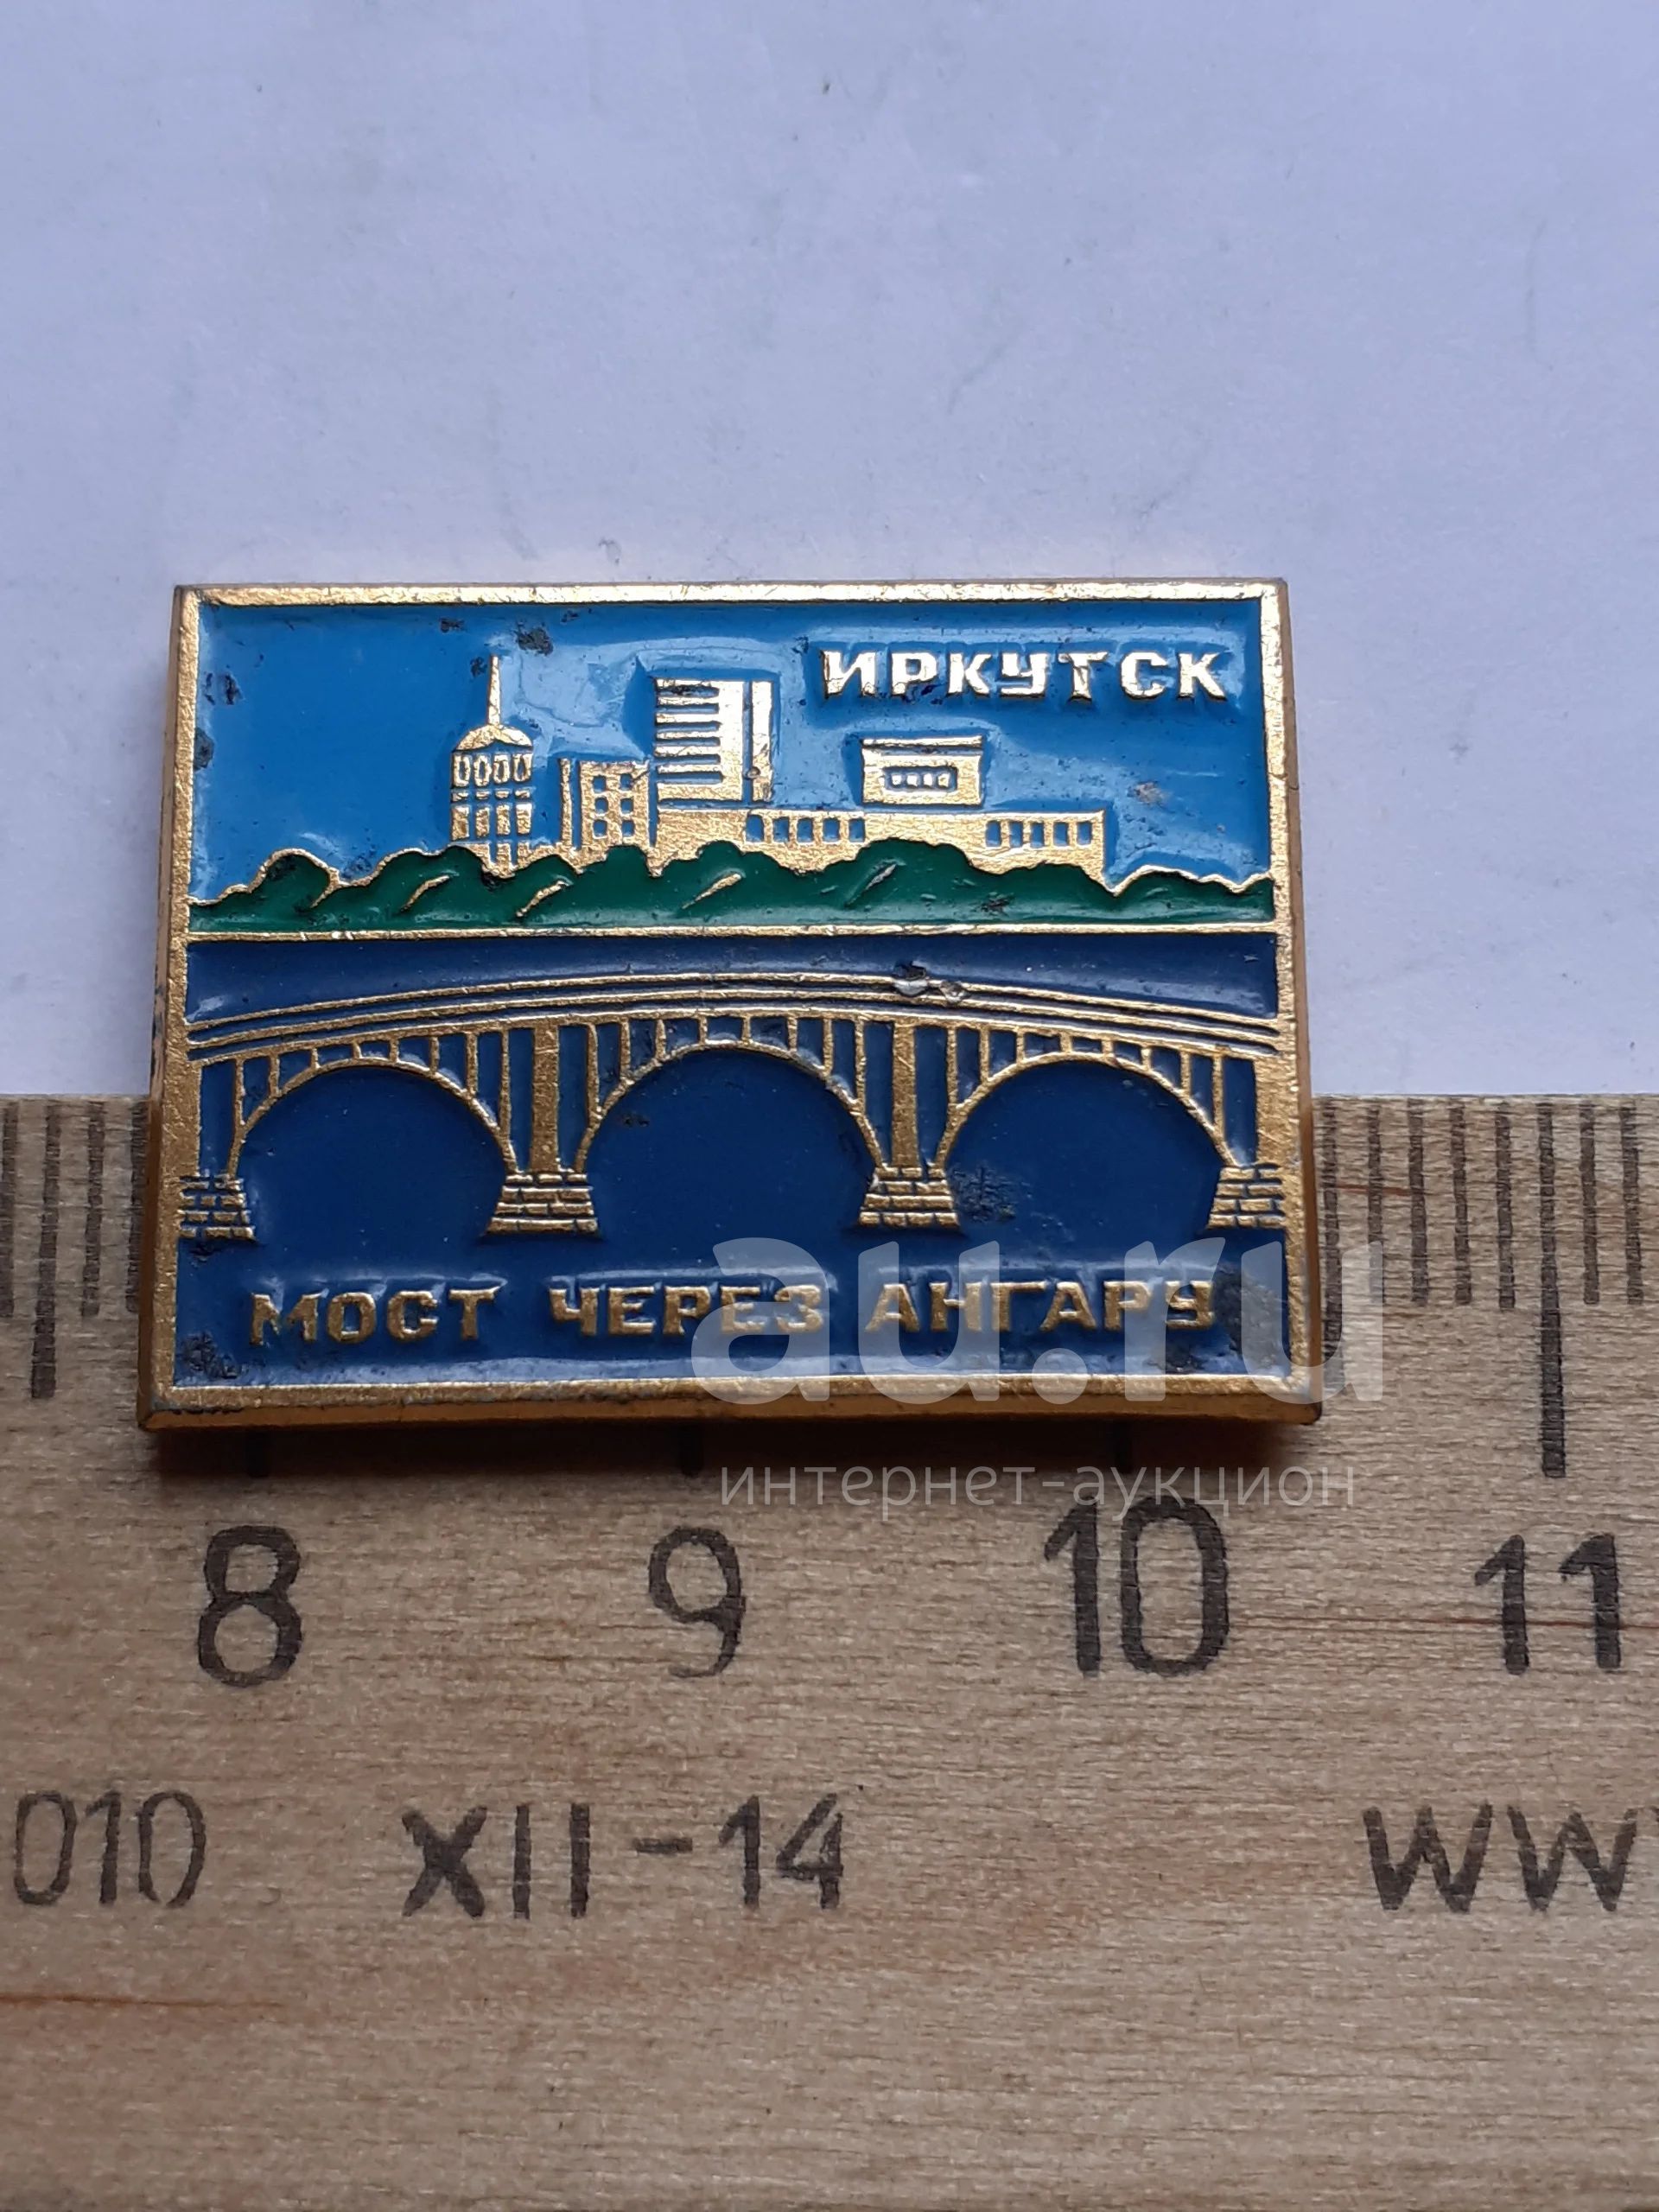 ИРКУТСК
МОСТ ЧЕРЕЗ АНГАРУ
au.ru
интернет-аукцион
8 9 10 11
010 XII-14 WW